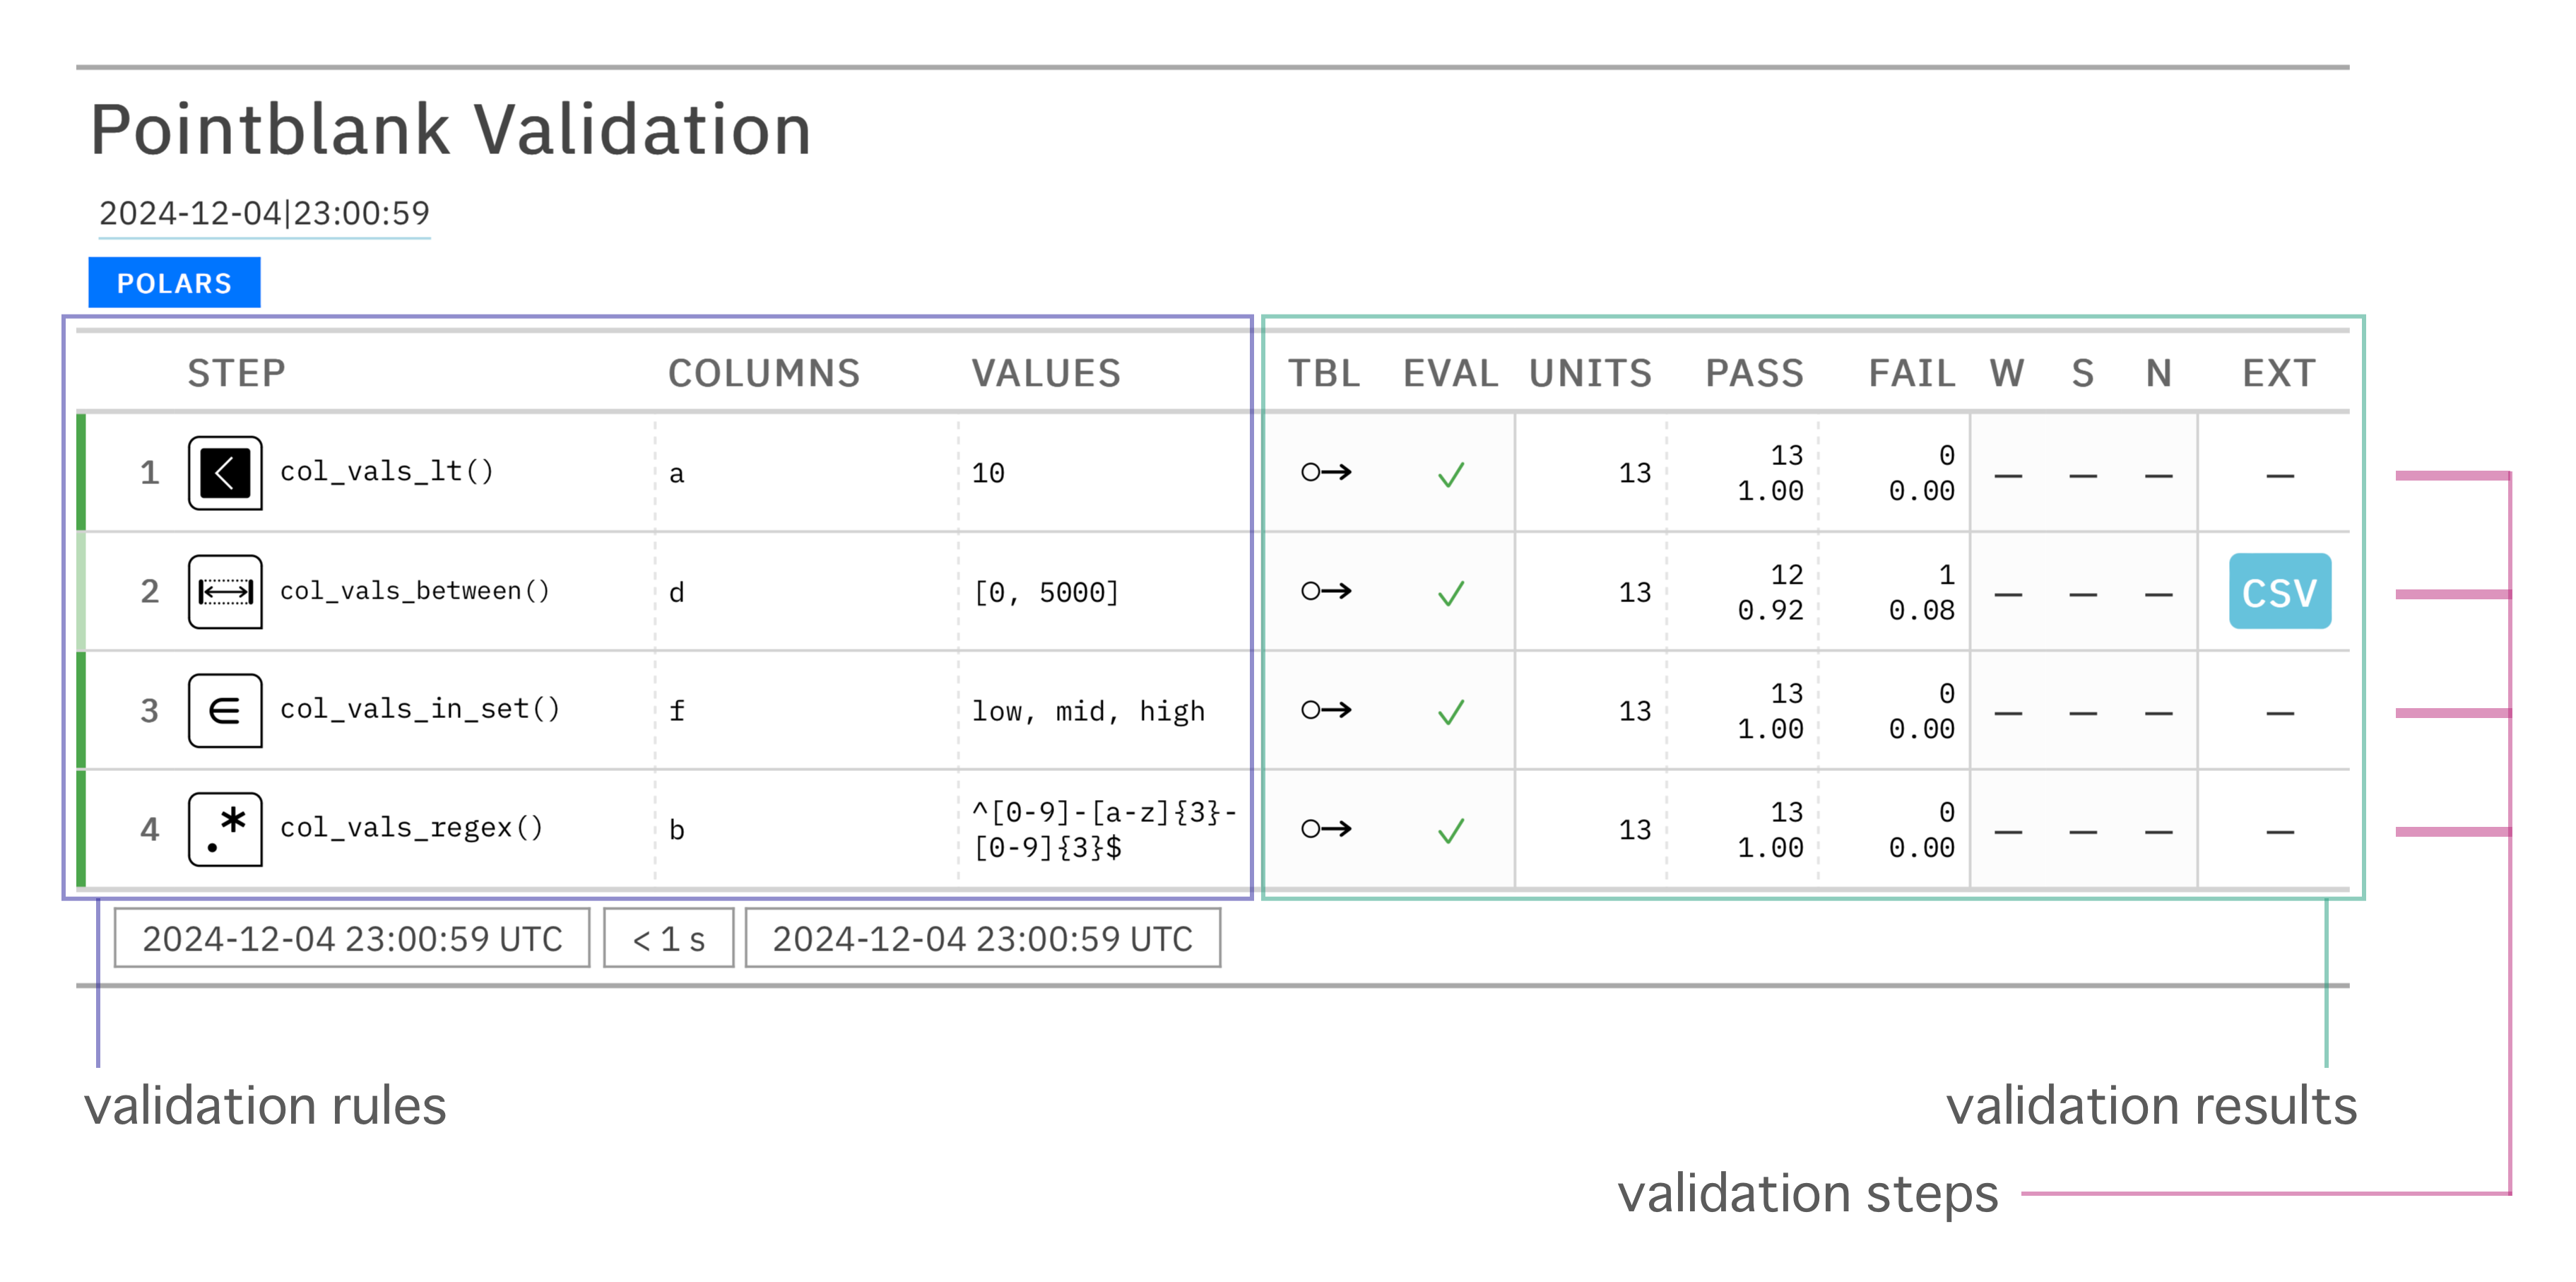 Pointblank Validation
2024-12-04|23:00:59
POLARS
STEP COLUMNS VALUES TBL EVAL UNITS PASS FAIL W S N EXT
1 col_vals_lt() a 10 ○→ ✓ 13 13 0 — — — —
1.00 0.00
2 col_vals_between() d [0, 5000] ○→ ✓ 13 12 1 — — — CSV
0.92 0.08
3 ∈ col_vals_in_set() f low, mid, high ○→ ✓ 13 13 0 — — — —
1.00 0.00
4 .* col_vals_regex() b ^[0-9]-[a-z]{3}- ○→ ✓ 13 13 0 — — — —
[0-9]{3}$ 1.00 0.00
2024-12-04 23:00:59 UTC < 1 s 2024-12-04 23:00:59 UTC
validation rules validation results
validation steps